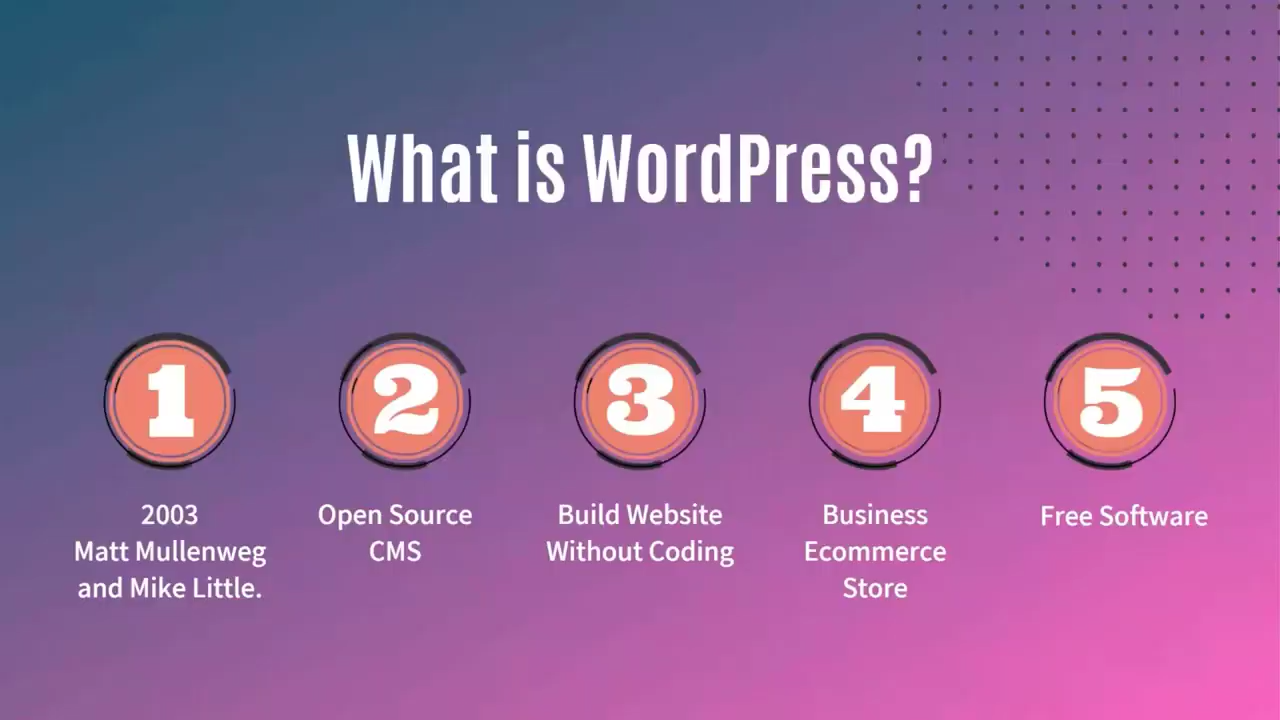 What is WordPress?
1
2003
Matt Mullenweg
and Mike Little.
2
Open Source
CMS
3
Build Website
Without Coding
4
Business
Ecommerce
Store
5
Free Software